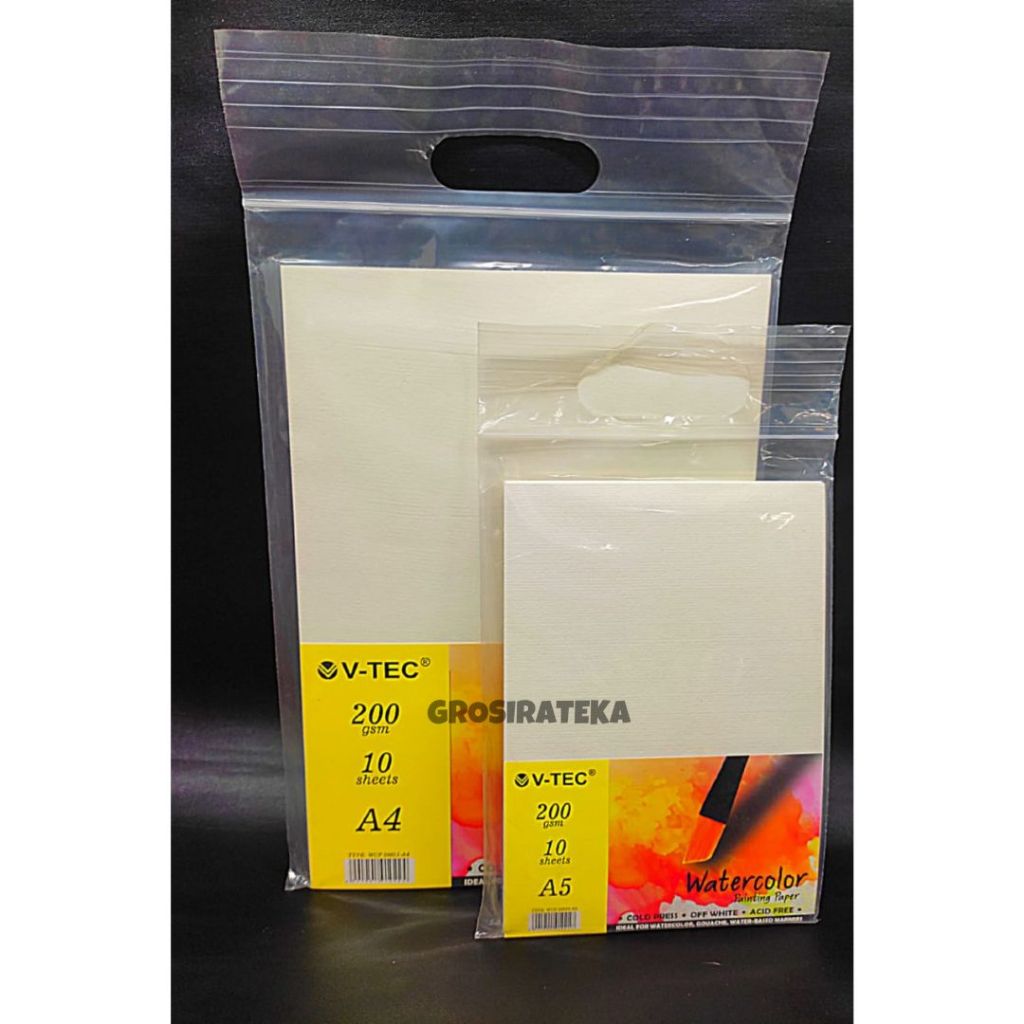 V-TEC®
200
gsm
10
sheets
A4
GROSIRATEKA
V-TEC®
200
gsm
10
sheets
A5
Watercolor
Painting Paper
• COLD PRESS • OFF WHITE • ACID FREE •
IDEAL FOR WATERCOLOR, GOUACHE, WATER-BASED MARKERS